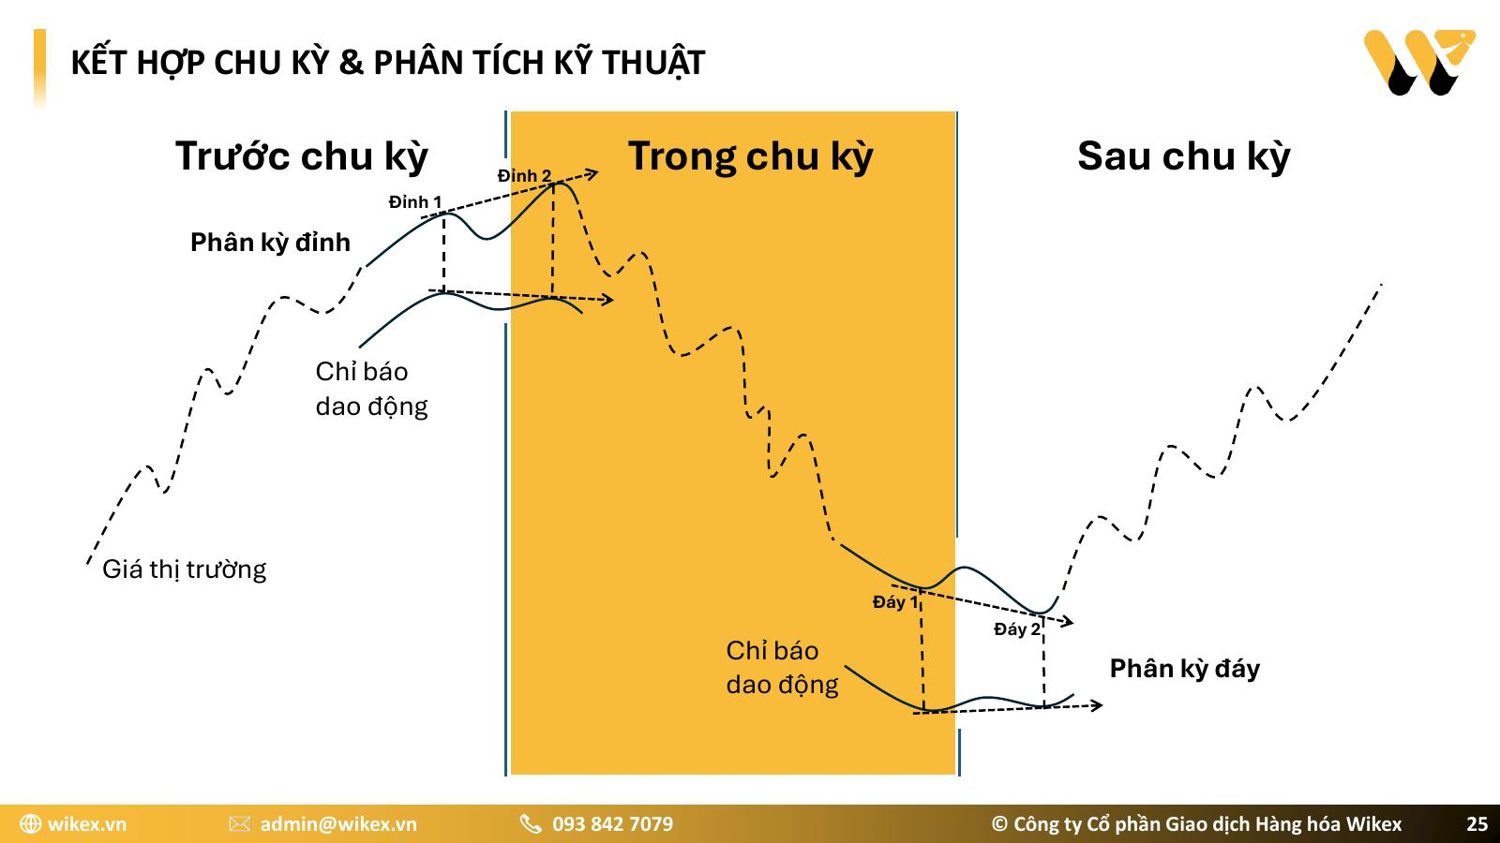 KẾT HỢP CHU KỲ & PHÂN TÍCH KỸ THUẬT
Trước chu kỳ
Trong chu kỳ
Sau chu kỳ
Đỉnh 2
Đỉnh 1
Phân kỳ đỉnh
Chỉ báo
dao động
Giá thị trường
Đáy 1
Đáy 2
Chỉ báo
dao động
Phân kỳ đáy
wikex.vn
admin@wikex.vn
093 842 7079
© Công ty Cổ phần Giao dịch Hàng hóa Wikex
25